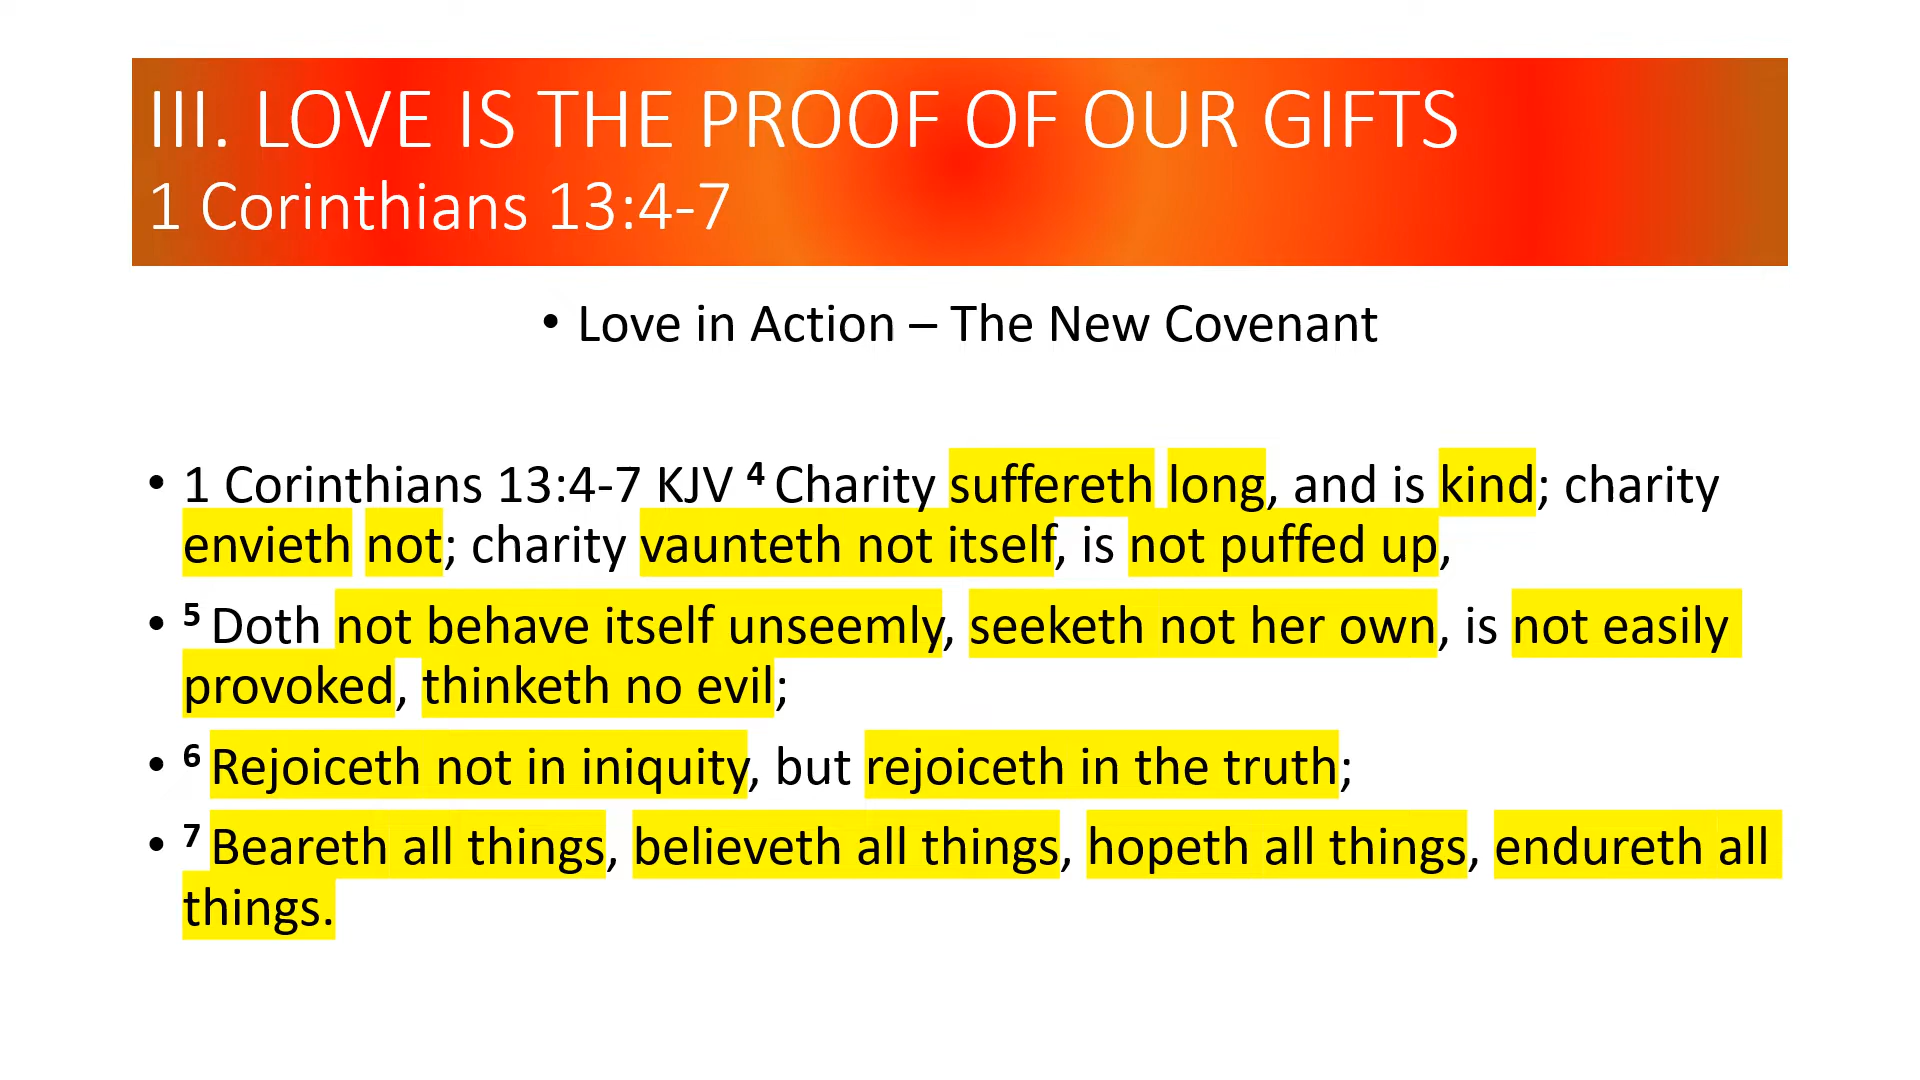 III. LOVE IS THE PROOF OF OUR GIFTS
1 Corinthians 13:4-7
• Love in Action – The New Covenant
• 1 Corinthians 13:4-7 KJV 4 Charity suffereth long, and is kind; charity
envieth not; charity vaunteth not itself, is not puffed up,
• 5 Doth not behave itself unseemly, seeketh not her own, is not easily
provoked, thinketh no evil;
• 6 Rejoiceth not in iniquity, but rejoiceth in the truth;
• 7 Beareth all things, believeth all things, hopeth all things, endureth all
things.